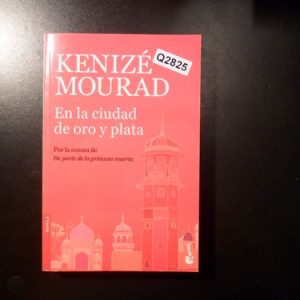 KENIZÉ
Q2825
MOURAD
En la ciudad
de oro y plata
Por la autora de
De parte de la princesa muerta
Booket